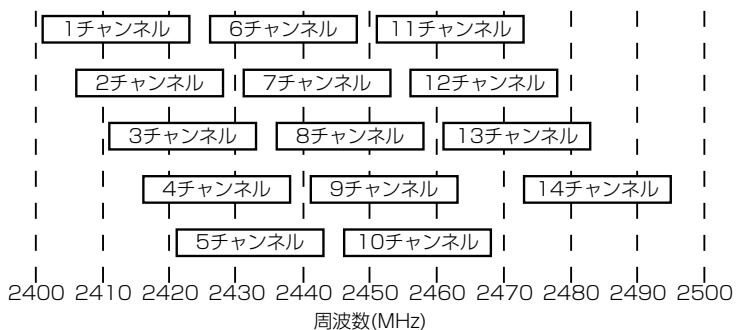 1チャンネル 6チャンネル 11チャンネル
2チャンネル 7チャンネル 12チャンネル
3チャンネル 8チャンネル 13チャンネル
4チャンネル 9チャンネル 14チャンネル
5チャンネル 10チャンネル
2400 2410 2420 2430 2440 2450 2460 2470 2480 2490 2500
周波数(MHz)